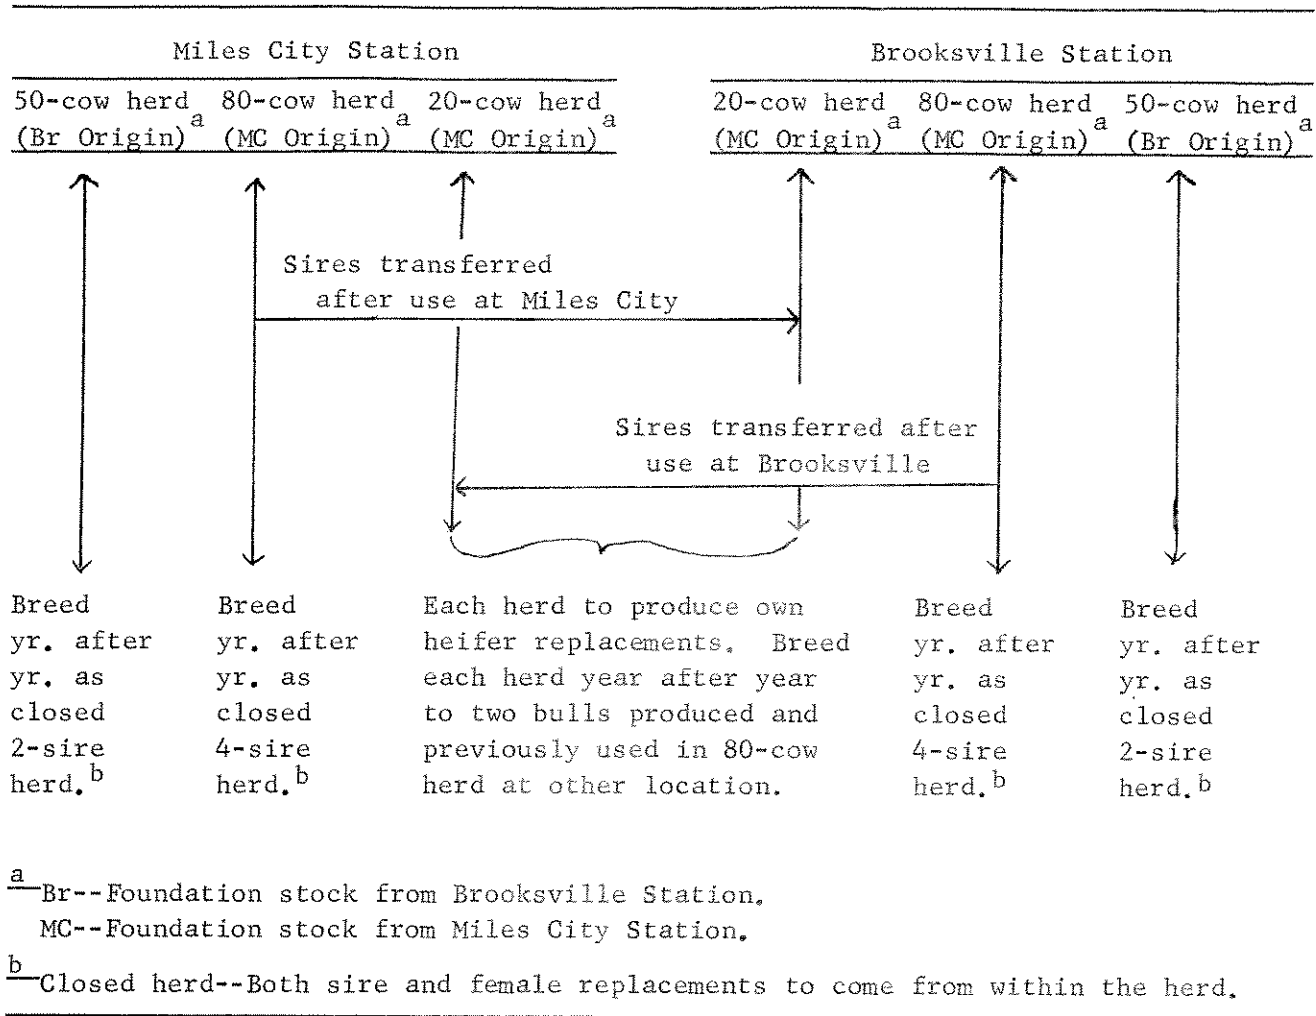 Miles City Station Brooksville Station
50-cow herd 80-cow herd 20-cow herd 20-cow herd 80-cow herd 50-cow herd
(Br Origin)a (MC Origin)a (MC Origin)a (MC Origin)a (MC Origin)a (Br Origin)a
Sires transferred
after use at Miles City
Sires transferred after
use at Brooksville
Breed
yr. after
yr. as
closed
2-sire
herd.b
Breed
yr. after
yr. as
closed
4-sire
herd.b
Each herd to produce own
heifer replacements. Breed
each herd year after year
to two bulls produced and
previously used in 80-cow
herd at other location.
Breed
yr. after
yr. as
closed
4-sire
herd.b
Breed
yr. after
yr. as
closed
2-sire
herd.b
a Br--Foundation stock from Brooksville Station.
MC--Foundation stock from Miles City Station.
b Closed herd--Both sire and female replacements to come from within the herd.